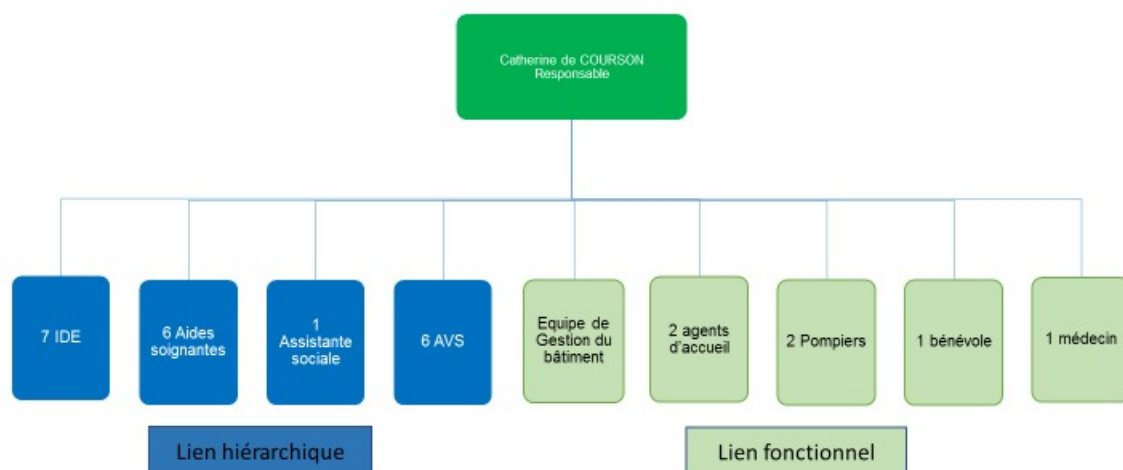 Catherine de COURSON
Responsable
7 IDE
6 Aides
soignantes
1
Assistante
sociale
6 AVS
Equipe de
Gestion du
bâtiment
2 agents
d'accueil
2 Pompiers
1 bénévole
1 médecin
Lien hiérarchique
Lien fonctionnel